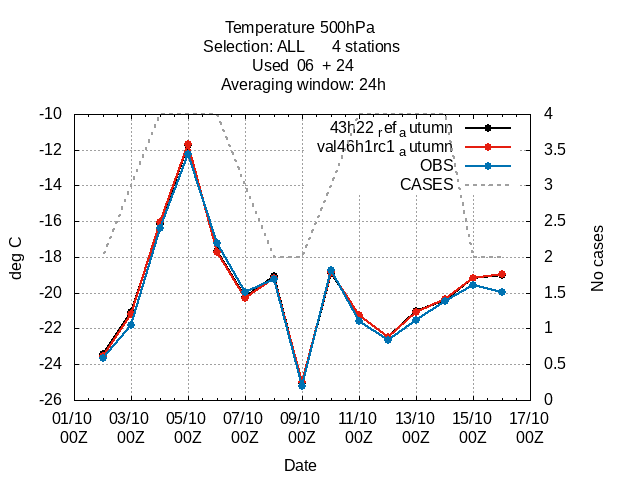 Temperature 500hPa
Selection: ALL 4 stations
Used 06 + 24
Averaging window: 24h
-10
-12
-14
-16
-18
-20
-22
-24
-26
deg C
4
3.5
3
2.5
2
1.5
1
0.5
0
No cases
43h22 refa utumn
val46h1rc1 a utumn
OBS
CASES
01/10 03/10 05/10 07/10 09/10 11/10 13/10 15/10 17/10
00Z 00Z 00Z 00Z 00Z 00Z 00Z 00Z 00Z
Date